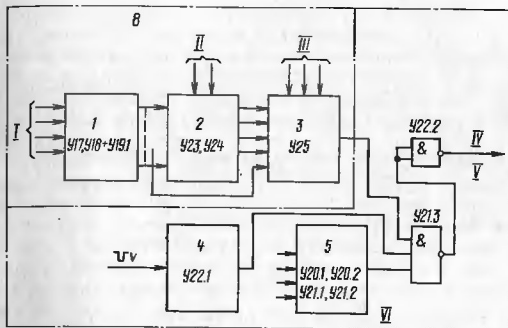 8
II
III
I
1
У17,У18÷У19.1
2
У23, У24
3
У25
У22.2
&
IV
V
У21.3
&
4
У22.1
5
У20.1, У20.2
У21.1, У21.2
VI